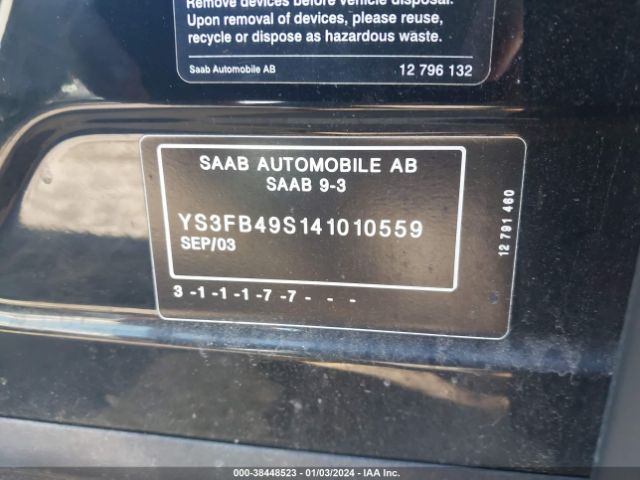 Remove devices before vehicle disposal.
Upon removal of devices, please reuse,
recycle or dispose as hazardous waste.
Saab Automobile AB 12 796 132
SAAB AUTOMOBILE AB
SAAB 9-3
YS3FB49S141010559
SEP/03
3 -1-1-1-7-7- - -
12 791 460
000-38448523 - 01/03/2024 - IAA Inc.